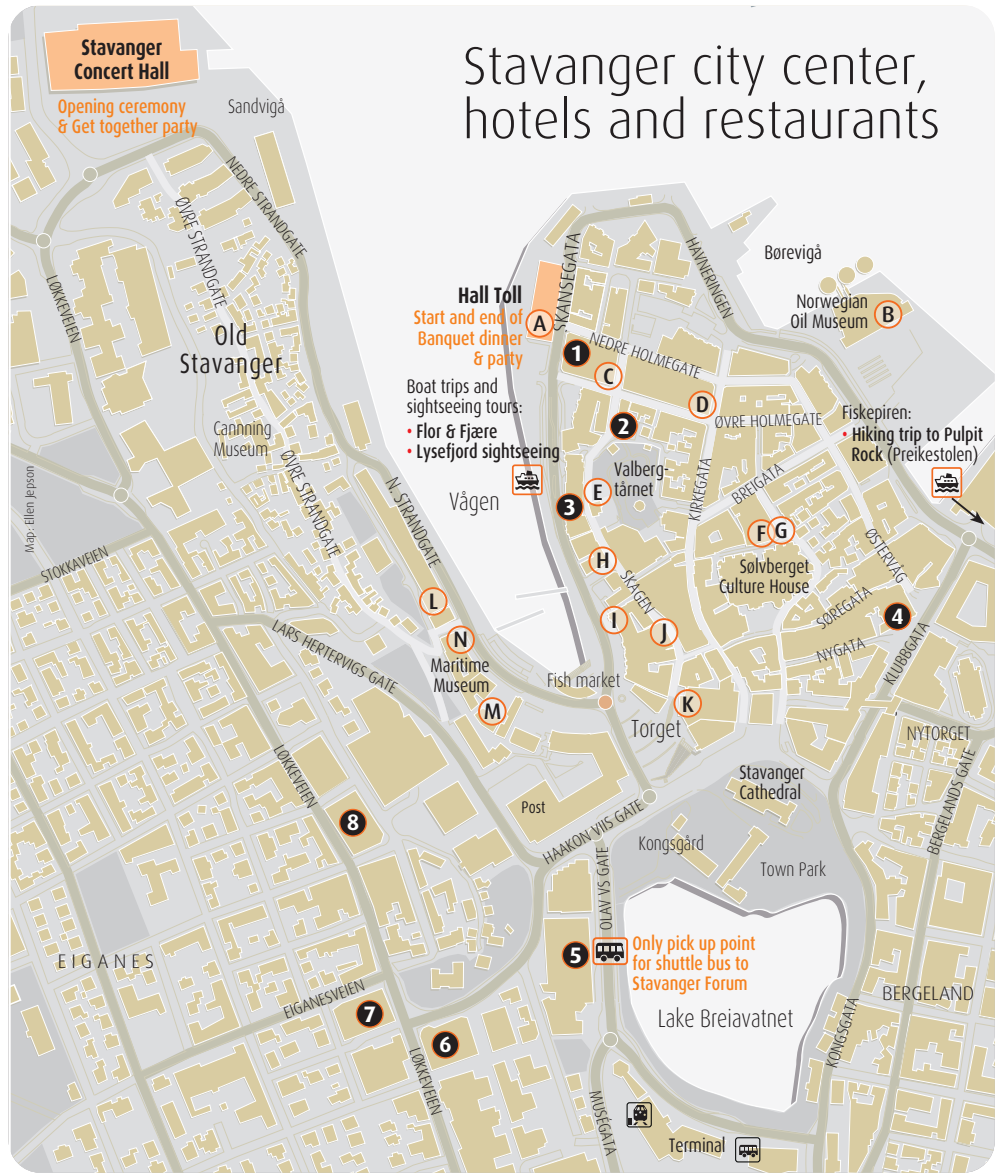 Stavanger city center,
hotels and restaurants
Stavanger
Concert Hall
Opening ceremony
& Get together party
Sandvigå
NEDRE STRANDGATE
ØVRE STRANDGATE
LØKKEVEIEN
Old
Stavanger
Canning
Museum
ØVRE STRANDGATE
N. STRANDGATE
Map: Ellen Jepson
STOKKAVEIEN
Hall Toll
Start and end of
Banquet dinner
& party
A
SKANSEGATA
HAVNERINGEN
Børevigå
Norwegian
Oil Museum
B
1
NEDRE HOLMEGATE
C
D
ØVRE HOLMEGATE
2
Boat trips and
sightseeing tours:
• Flor & Fjære
• Lysefjord sightseeing
Vågen
Fiskepiren:
• Hiking trip to Pulpit
Rock (Preikestolen)
Valberg-
tårnet
E
3
KIRKEGATA
BREIGATA
F
G
Sølvberget
Culture House
ØSTERVÅG
H
SKAGEN
I
J
SØREGATA
4
NYGATA
KLUBBGATA
L
N
Maritime
Museum
M
LARS HERTERVIGS GATE
Fish market
Torget
K
NYTORGET
BERGELANDS GATE
Stavanger
Cathedral
Post
HAAKON VIIS GATE
Kongsgård
Town Park
LØKKEVEIEN
8
OLAV VS GATE
5
Only pick up point
for shuttle bus to
Stavanger Forum
EIGANES
EIGANESVEIEN
7
6
LØKKEVEIEN
Lake Breiavatnet
BERGELAND
KONGSGATA
MUSÉGATA
Terminal